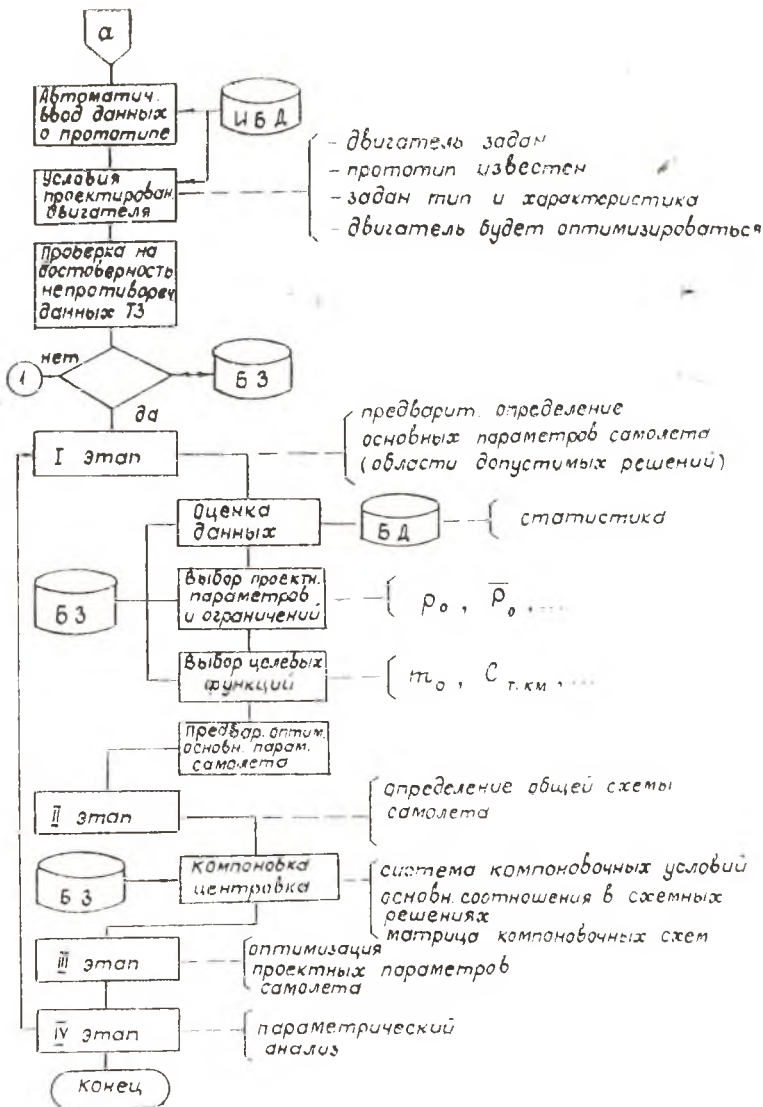 а
Автоматич.
ввод данных
о прототипе
ИБД
Условия
проектирован.
двигателя
- двигатель задан
- прототип известен
- задан тип и характеристика
- двигатель будет оптимизироваться
Проверка на
достоверность
непротивореч
данных ТЗ
нет
1
БЗ
да
I этап
предварит. определение
основных параметров самолета
(области допустимых решений)
Оценка
данных
БД
статистика
БЗ
Выбор проектн.
параметров
и ограничений
p₀, p̅₀, ...
Выбор целевых
функций
m₀, C т.км, ...
Предвар. оптим.
основн. парам.
самолета
II этап
определение общей схемы
самолета
БЗ
Компоновка
центровка
система компоновочных условий
основн. соотношения в схемных
решениях
матрица компоновочных схем
III этап
оптимизация
проектных параметров
самолета
IV этап
параметрический
анализ
Конец